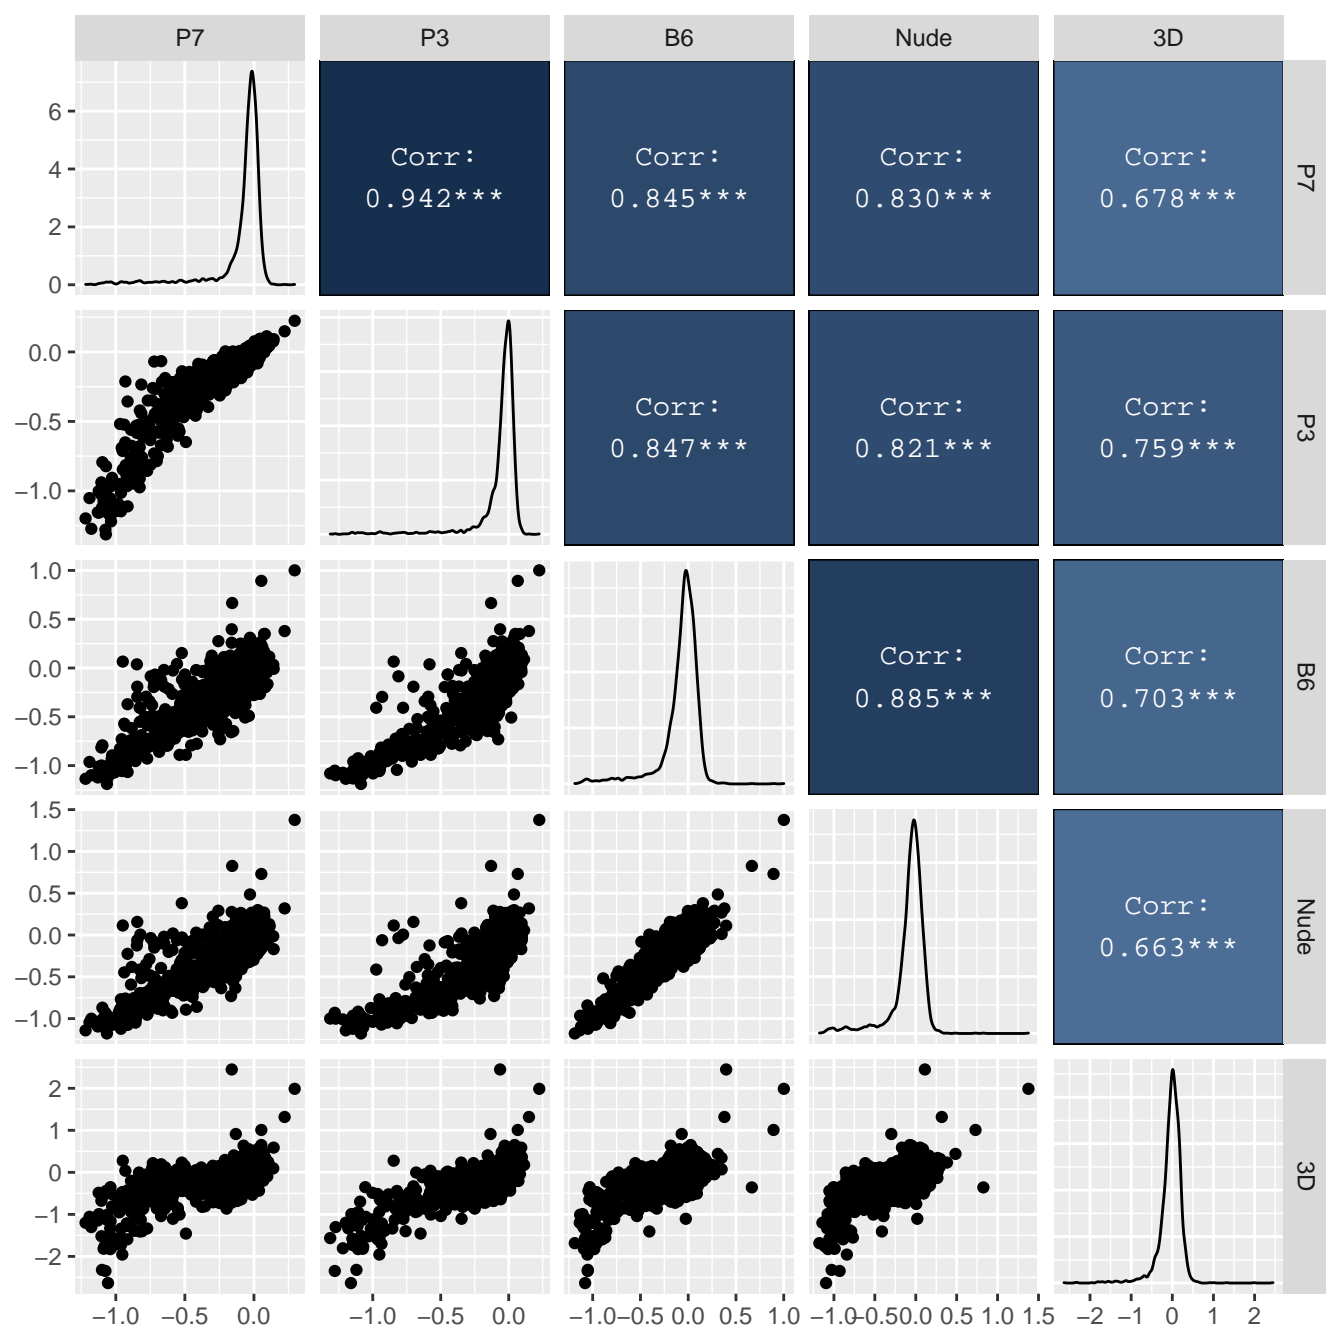 P7 P3 B6 Nude 3D
6
4
2
0
Corr:
0.942***
Corr:
0.845***
Corr:
0.830***
Corr:
0.678***
P7
0.0
−0.5
−1.0
Corr:
0.847***
Corr:
0.821***
Corr:
0.759***
P3
1.0
0.5
0.0
−0.5
−1.0
Corr:
0.885***
Corr:
0.703***
B6
1.5
1.0
0.5
0.0
−0.5
−1.0
Corr:
0.663***
Nude
2
1
0
−1
−2
3D
−1.0 −0.5 0.0 −1.0 −0.5 0.0 −1.0 −0.5 0.0 0.5 1.0 −1.0 −0.5 0.0 0.5 1.0 1.5 −2 −1 0 1 2